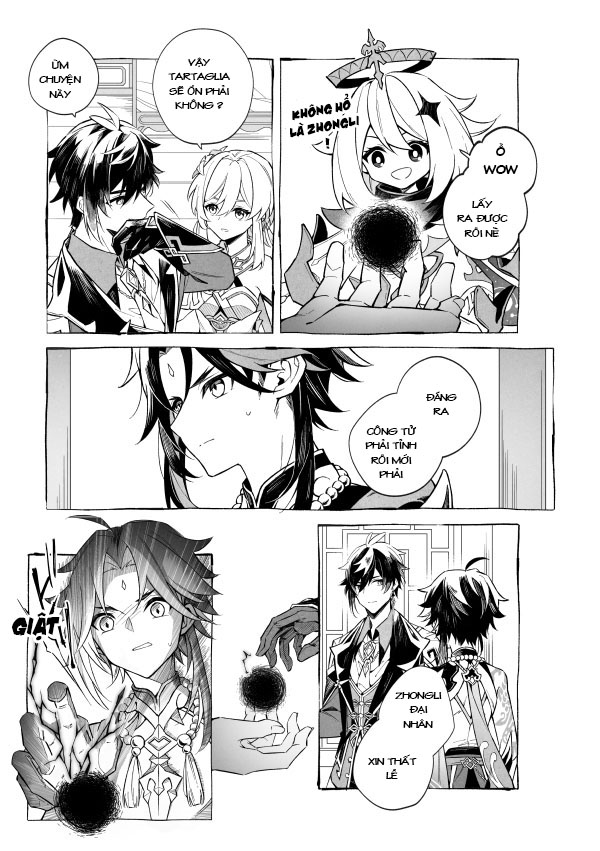 Ổ
WOW
LẤY
RA ĐƯỢC
RỒI NÈ
KHÔNG HỔ
LÀ ZHONGLI
!
VẬY
TARTAGLIA
SẼ ỔN PHẢI
KHÔNG ?
ỪM
CHUYỆN
NÀY
ĐÁNG
RA
CÔNG TỬ
PHẢI TỈNH
RỒI MỚI
PHẢI
ZHONGLI
ĐẠI
NHÂN
XIN THẤT
LỄ
GIẬT